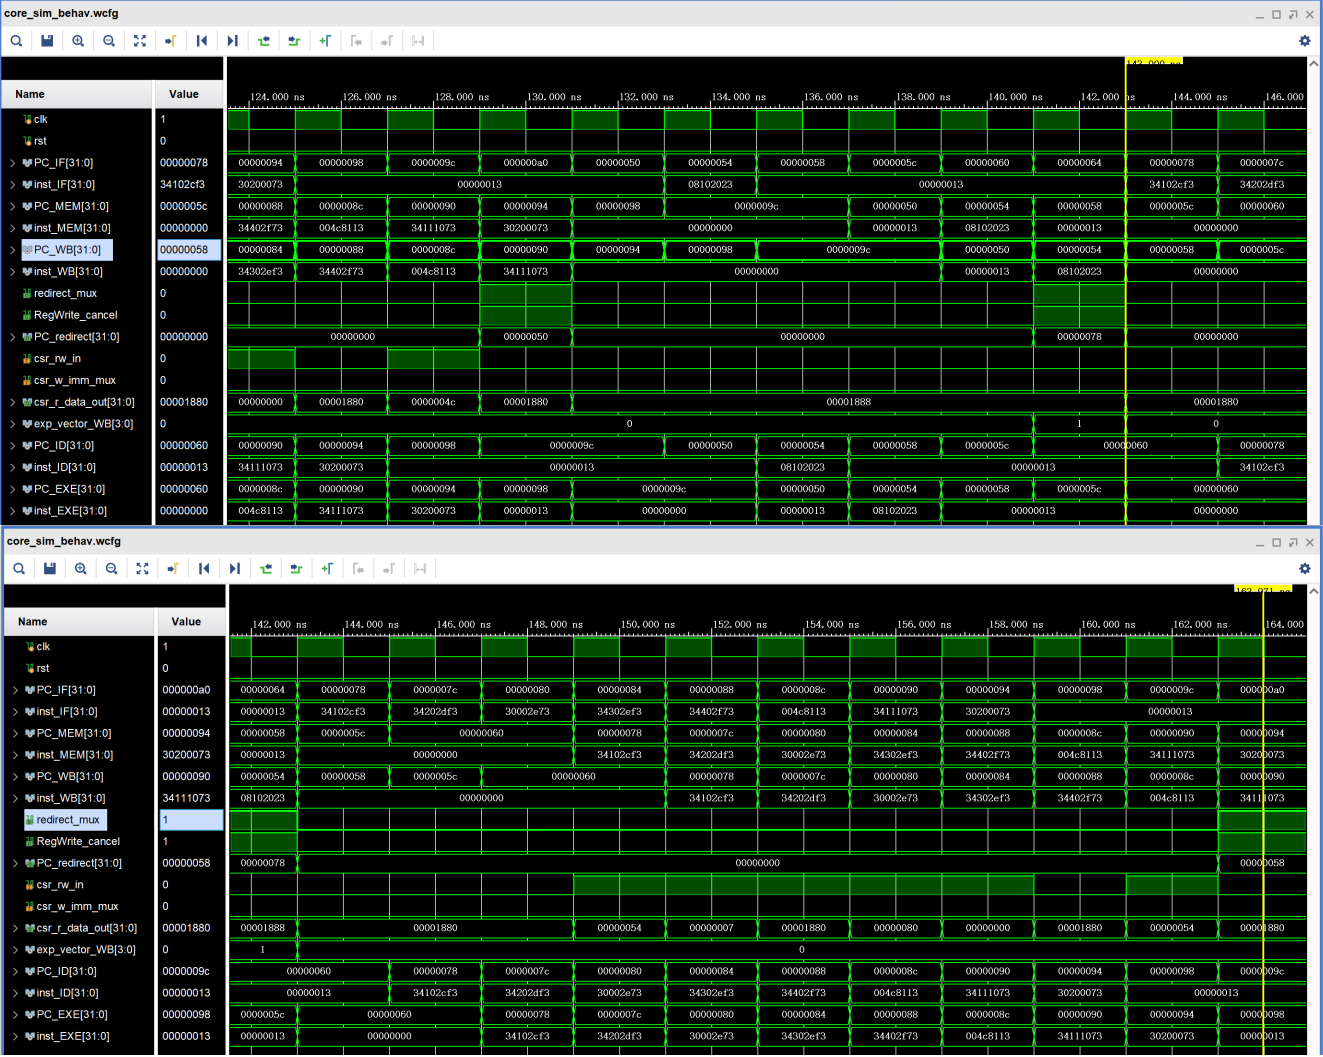 core_sim_behav.wcfg
142.000 ns
Name Value 124.000 ns 126.000 ns 128.000 ns 130.000 ns 132.000 ns 134.000 ns 136.000 ns 138.000 ns 140.000 ns 142.000 ns 144.000 ns 146.000
clk 1
rst 0
PC_IF[31:0] 00000078 00000094 00000098 0000009c 000000a0 00000050 00000054 00000058 0000005c 00000060 00000064 00000078 0000007c
inst_IF[31:0] 34102cf3 30200073 00000013 08102023 00000013 34102cf3 34202df3
PC_MEM[31:0] 0000005c 00000088 0000008c 00000090 00000094 00000098 0000009c 00000050 00000054 00000058 0000005c 00000060
inst_MEM[31:0] 00000000 34402f73 004c8113 34111073 30200073 00000000 00000013 08102023 00000013 00000000
PC_WB[31:0] 00000058 00000084 00000088 0000008c 00000090 00000094 00000098 0000009c 00000050 00000054 00000058 0000005c
inst_WB[31:0] 00000000 34302ef3 34402f73 004c8113 34111073 00000000 00000013 08102023 00000000
redirect_mux 0
RegWrite_cancel 0
PC_redirect[31:0] 00000000 00000000 00000050 00000000 00000078 00000000
csr_rw_in 0
csr_w_imm_mux 0
csr_r_data_out[31:0] 00001880 00000000 00001880 0000004c 00001880 00001888 00001880
exp_vector_WB[3:0] 0 0 1 0
PC_ID[31:0] 00000060 00000090 00000094 00000098 0000009c 00000050 00000054 00000058 0000005c 00000060 00000078
inst_ID[31:0] 00000013 34111073 30200073 00000013 08102023 00000013 34102cf3
PC_EXE[31:0] 00000060 0000008c 00000090 00000094 00000098 0000009c 00000050 00000054 00000058 0000005c 00000060
inst_EXE[31:0] 00000000 004c8113 34111073 30200073 00000013 00000000 00000013 08102023 00000013 00000000
core_sim_behav.wcfg
163.971 ns
Name Value 142.000 ns 144.000 ns 146.000 ns 148.000 ns 150.000 ns 152.000 ns 154.000 ns 156.000 ns 158.000 ns 160.000 ns 162.000 ns 164.000
clk 1
rst 0
PC_IF[31:0] 000000a0 00000064 00000078 0000007c 00000080 00000084 00000088 0000008c 00000090 00000094 00000098 0000009c 000000a0
inst_IF[31:0] 00000013 00000013 34102cf3 34202df3 30002e73 34302ef3 34402f73 004c8113 34111073 30200073 00000013
PC_MEM[31:0] 00000094 00000058 0000005c 00000060 00000078 0000007c 00000080 00000084 00000088 0000008c 00000090 00000094
inst_MEM[31:0] 30200073 00000013 00000000 34102cf3 34202df3 30002e73 34302ef3 34402f73 004c8113 34111073 30200073
PC_WB[31:0] 00000090 00000054 00000058 0000005c 00000060 00000078 0000007c 00000080 00000084 00000088 0000008c 00000090
inst_WB[31:0] 34111073 08102023 00000000 34102cf3 34202df3 30002e73 34302ef3 34402f73 004c8113 34111073
redirect_mux 1
RegWrite_cancel 1
PC_redirect[31:0] 00000058 00000078 00000000 00000058
csr_rw_in 0
csr_w_imm_mux 0
csr_r_data_out[31:0] 00001880 00001888 00001880 00000054 00000007 00000080 00000000 00001880 00000054 00001880
exp_vector_WB[3:0] 0 1 0
PC_ID[31:0] 0000009c 00000060 00000078 0000007c 00000080 00000084 00000088 0000008c 00000090 00000094 00000098 0000009c
inst_ID[31:0] 00000013 00000013 34102cf3 34202df3 30002e73 34302ef3 34402f73 004c8113 34111073 30200073 00000013
PC_EXE[31:0] 00000098 0000005c 00000060 00000078 0000007c 00000080 00000084 00000088 0000008c 00000090 00000094 00000098
inst_EXE[31:0] 00000013 00000013 00000000 34102cf3 34202df3 30002e73 34302ef3 34402f73 004c8113 34111073 30200073 00000013